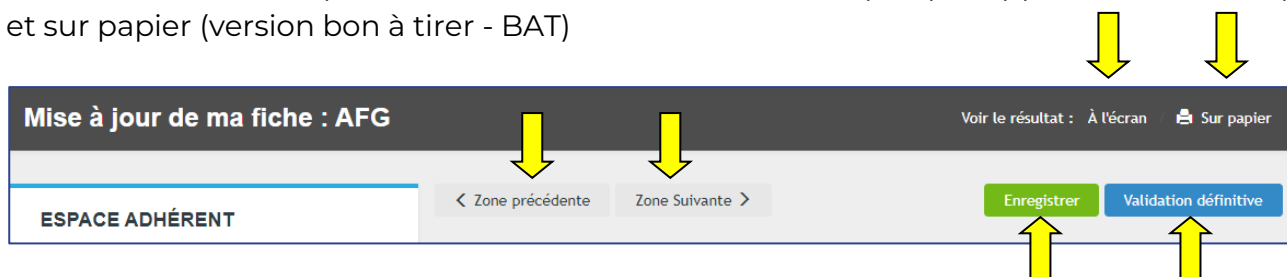 et sur papier (version bon à tirer - BAT)
Mise à jour de ma fiche : AFG
Voir le résultat : À l'écran / Sur papier
< Zone précédente Zone Suivante >
Enregistrer Validation définitive
ESPACE ADHÉRENT